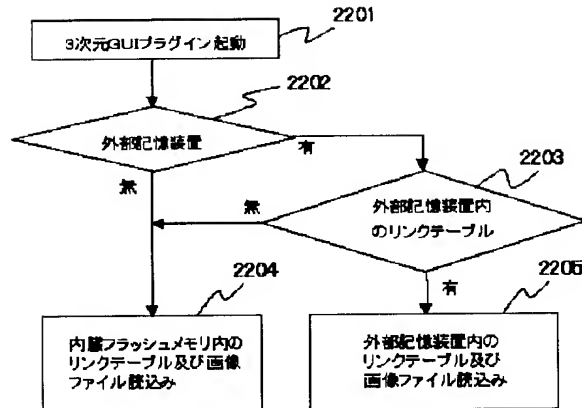 2201
3次元GUIプラグイン起動
2202
外部記憶装置
有
無
2203
外部記憶装置内
のリンクテーブル
無
有
2204
内臓フラッシュメモリ内の
リンクテーブル及び画像
ファイル読込み
2205
外部記憶装置内の
リンクテーブル及び
画像ファイル読込み